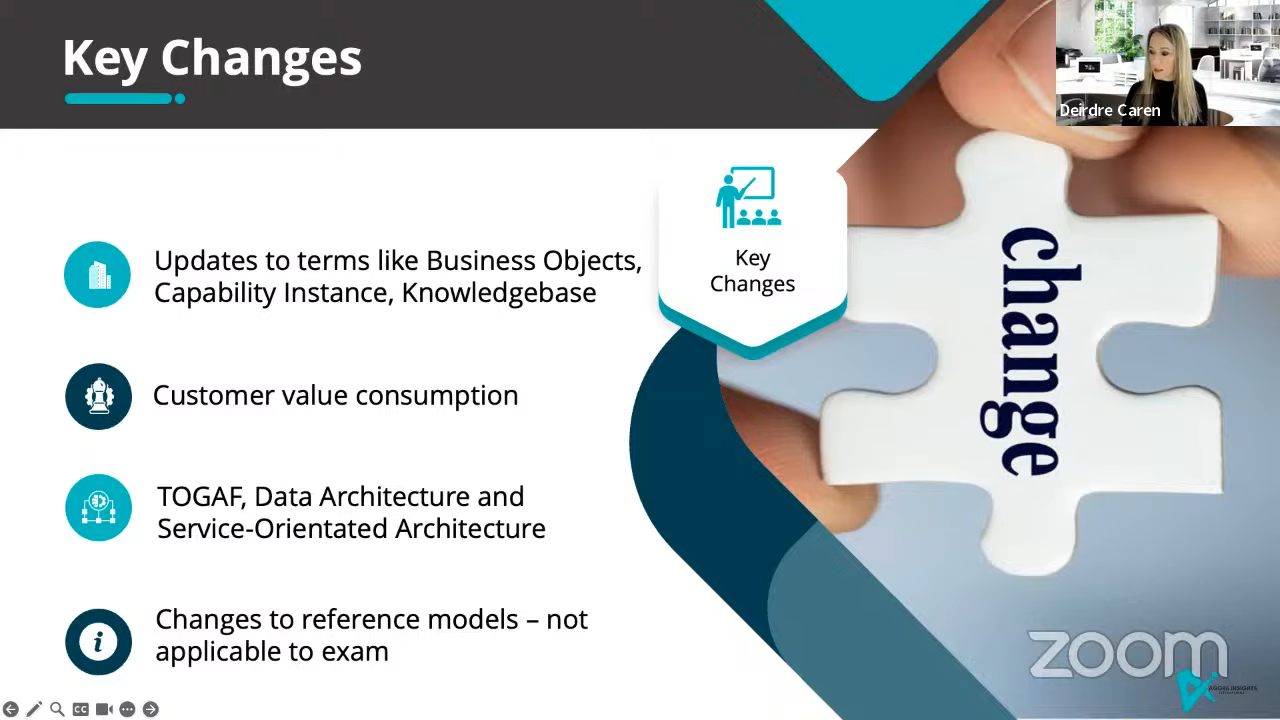 Key Changes
Deirdre Caren
Key
Changes
Updates to terms like Business Objects,
Capability Instance, Knowledgebase
Customer value consumption
TOGAF, Data Architecture and
Service-Orientated Architecture
Changes to reference models – not
applicable to exam
change
zoom
CC